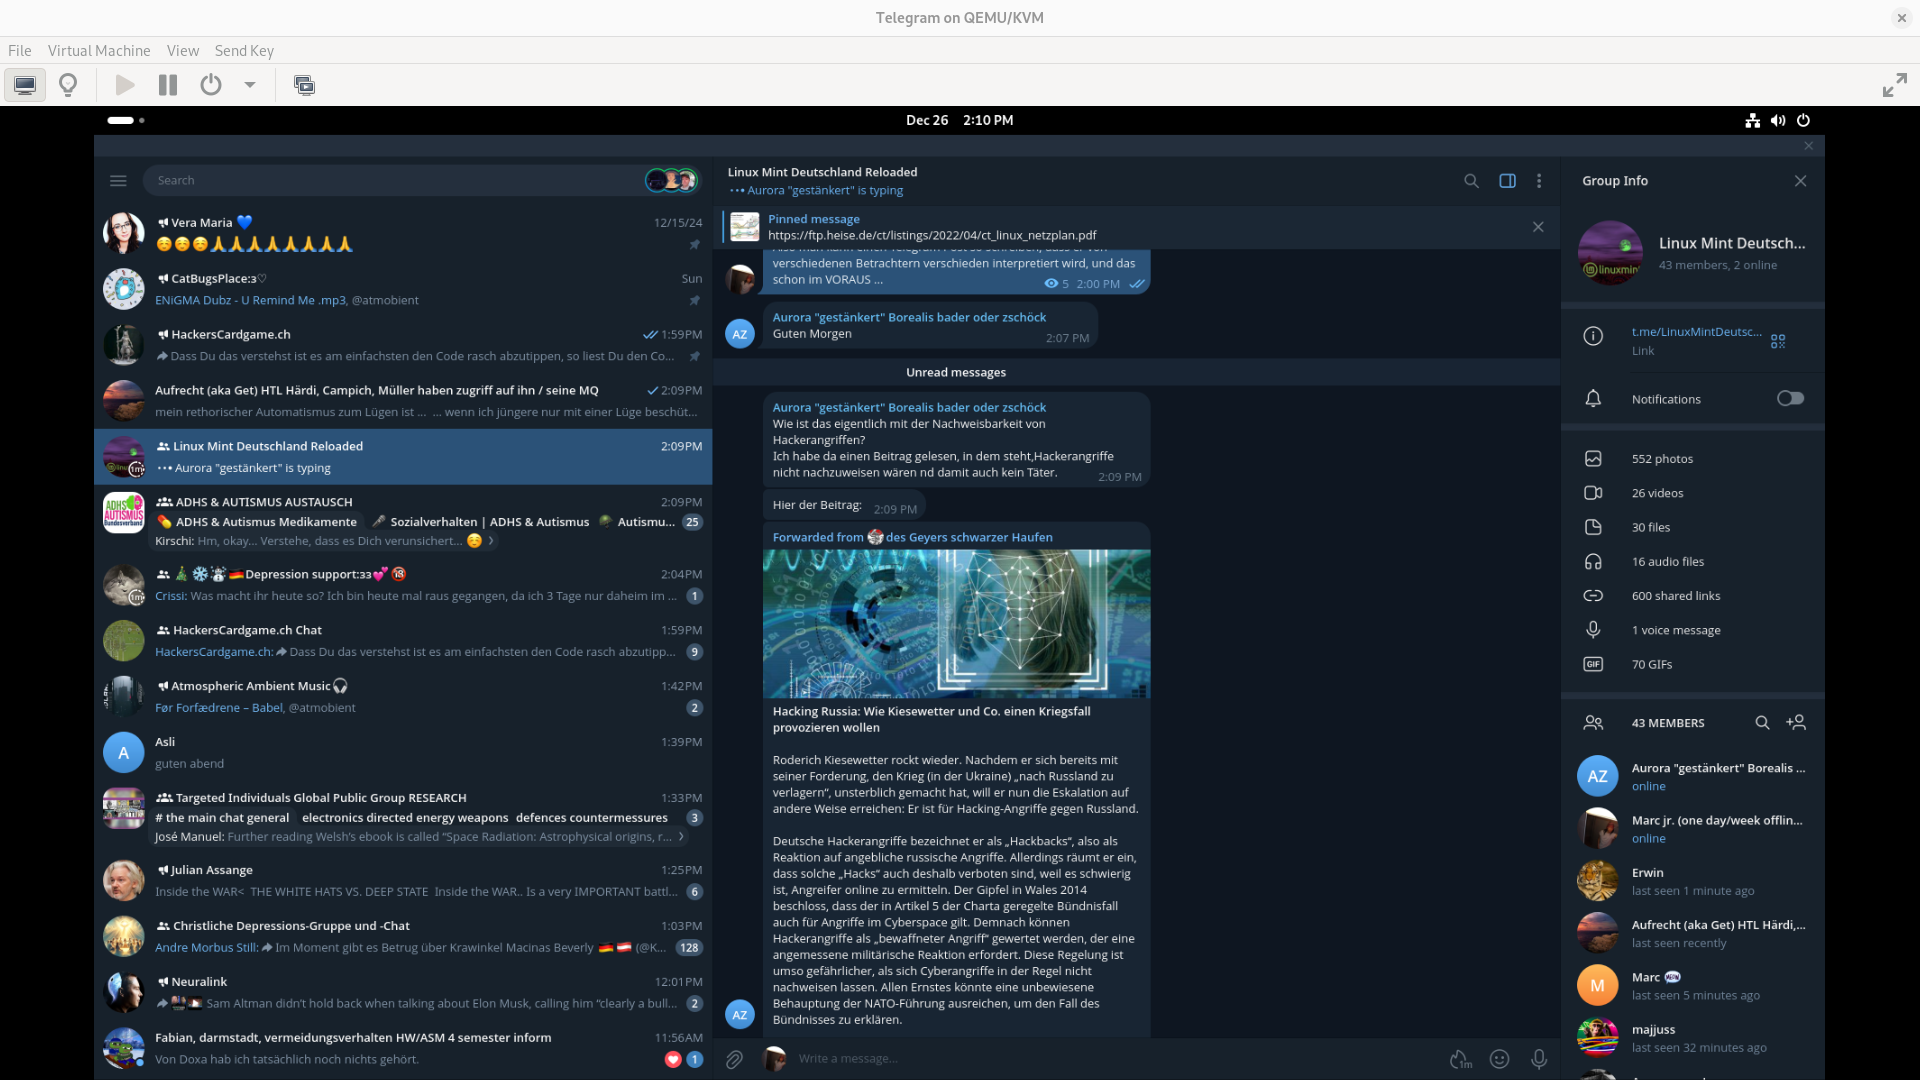 Telegram on QEMU/KVM
File Virtual Machine View Send Key
Dec 26 2:10 PM
Search
Vera Maria 12/15/24
CatBugsPlace:з♡ Sun
ENiGMA Dubz - U Remind Me .mp3, @atmobient
HackersCardgame.ch 1:59PM
Dass Du das verstehst ist es am einfachsten den Code rasch abzutippen, so liest Du den Co...
Aufrecht (aka Get) HTL Härdi, Campich, Müller haben zugriff auf ihn / seine MQ 2:09PM
mein rethorischer Automatismus zum Lügen ist ... ... wenn ich jüngere nur mit einer Lüge beschüt...
Linux Mint Deutschland Reloaded 2:09PM
Aurora "gestänkert" is typing
1m
ADHS & AUTISMUS AUSTAUSCH 2:09PM
ADHS & Autismus Medikamente Sozialverhalten | ADHS & Autismus Autismu... 25
Kirschi: Hm, okay... Verstehe, dass es Dich verunsichert...
ADHS AUTISMUS Bundesverband
Depression support:зз 2:04PM
Crissi: Was macht ihr heute so? Ich bin heute mal raus gegangen, da ich 3 Tage nur daheim im ... 1
1m
HackersCardgame.ch Chat 1:59PM
HackersCardgame.ch: Dass Du das verstehst ist es am einfachsten den Code rasch abzutipp... 9
Atmospheric Ambient Music 1:42PM
Før Forfædrene – Babel, @atmobient 2
A
Asli 1:39PM
guten abend
Targeted Individuals Global Public Group RESEARCH 1:33PM
# the main chat general electronics directed energy weapons defences countermessures 3
José Manuel: Further reading Welsh's ebook is called “Space Radiation: Astrophysical origins, r...
Julian Assange 1:25PM
Inside the WAR< THE WHITE HATS VS. DEEP STATE Inside the WAR.. Is a very IMPORTANT battl... 6
Christliche Depressions-Gruppe und -Chat 1:03PM
Andre Morbus Still: Im Moment gibt es Betrug über Krawinkel Macinas Beverly (@K... 128
Neuralink 12:01PM
Sam Altman didn't hold back when talking about Elon Musk, calling him “clearly a bull... 2
Fabian, darmstadt, vermeidungsverhalten HW/ASM 4 semester inform 11:56AM
Von Doxa hab ich tatsächlich noch nichts gehört. 1
Linux Mint Deutschland Reloaded
Aurora "gestänkert" is typing
Pinned message
https://ftp.heise.de/ct/listings/2022/04/ct_linux_netzplan.pdf
verschiedenen Betrachtern verschieden interpretiert wird, und das
schon im VORAUS ...
5 2:00 PM
AZ
Aurora "gestänkert" Borealis bader oder zschöck
Guten Morgen
2:07 PM
Unread messages
Aurora "gestänkert" Borealis bader oder zschöck
Wie ist das eigentlich mit der Nachweisbarkeit von
Hackerangriffen?
Ich habe da einen Beitrag gelesen, in dem steht,Hackerangriffe
nicht nachzuweisen wären nd damit auch kein Täter.
2:09 PM
Hier der Beitrag: 2:09 PM
Forwarded from des Geyers schwarzer Haufen
Hacking Russia: Wie Kiesewetter und Co. einen Kriegsfall
provozieren wollen
Roderich Kiesewetter rockt wieder. Nachdem er sich bereits mit
seiner Forderung, den Krieg (in der Ukraine) „nach Russland zu
verlagern“, unsterblich gemacht hat, will er nun die Eskalation auf
andere Weise erreichen: Er ist für Hacking-Angriffe gegen Russland.
Deutsche Hackerangriffe bezeichnet er als „Hackbacks“, also als
Reaktion auf angebliche russische Angriffe. Allerdings räumt er ein,
dass solche „Hacks“ auch deshalb verboten sind, weil es schwierig
ist, Angreifer online zu ermitteln. Der Gipfel in Wales 2014
beschloss, dass der in Artikel 5 der Charta geregelte Bündnisfall
auch für Angriffe im Cyberspace gilt. Demnach können
Hackerangriffe als „bewaffneter Angriff“ gewertet werden, der eine
angemessene militärische Reaktion erfordert. Diese Regelung ist
umso gefährlicher, als sich Cyberangriffe in der Regel nicht
nachweisen lassen. Allen Ernstes könnte eine unbewiesene
Behauptung der NATO-Führung ausreichen, um den Fall des
Bündnisses zu erklären.
AZ
Write a message...
1m
Group Info
Linux Mint Deutsch...
43 members, 2 online
t.me/LinuxMintDeutsc...
Link
Notifications
552 photos
26 videos
30 files
16 audio files
600 shared links
1 voice message
GIF 70 GIFs
43 MEMBERS
AZ
Aurora "gestänkert" Borealis ...
online
Marc jr. (one day/week offlin...
online
Erwin
last seen 1 minute ago
Aufrecht (aka Get) HTL Härdi,...
last seen recently
M
Marc
last seen 5 minutes ago
majjuss
last seen 32 minutes ago